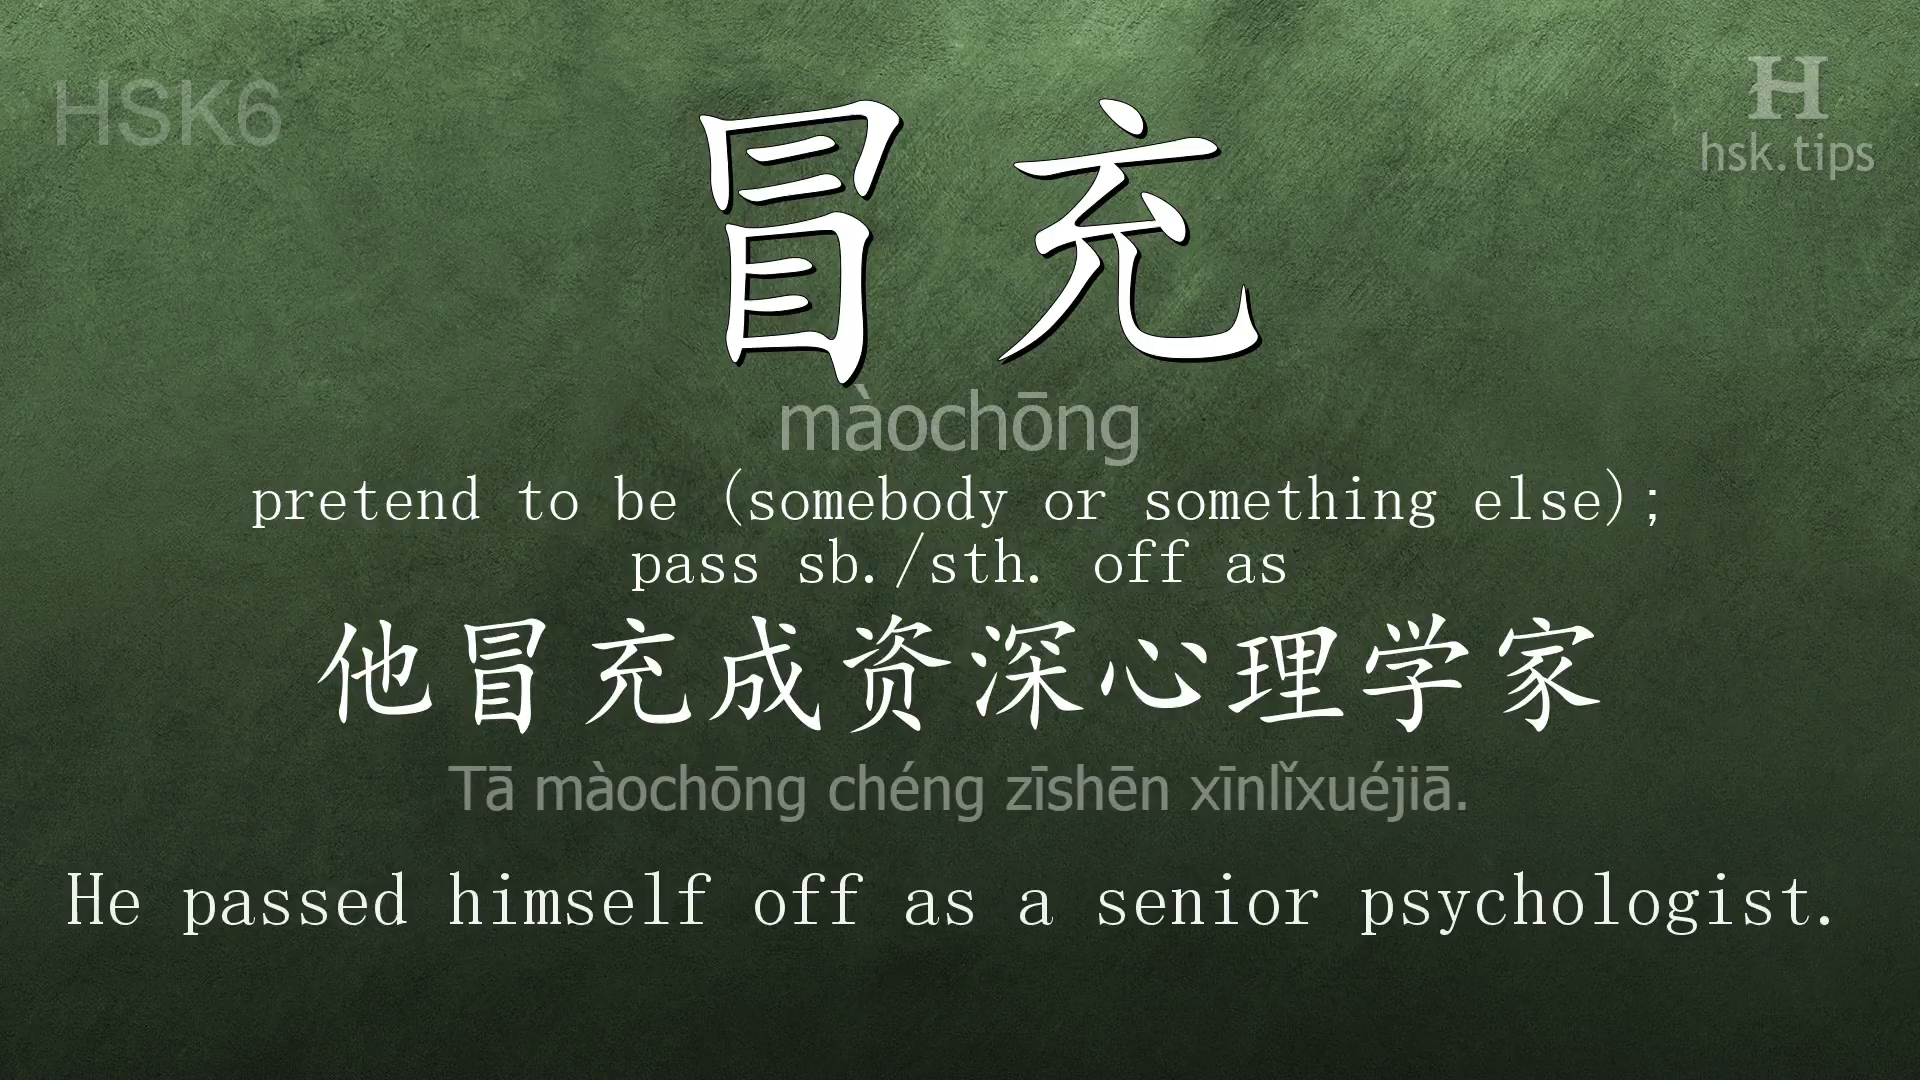 HSK6
H
hsk.tips
冒充
màochōng
pretend to be (somebody or something else);
pass sb./sth. off as
他冒充成资深心理学家
Tā màochōng chéng zīshēn xīnlǐxuéjiā.
He passed himself off as a senior psychologist.